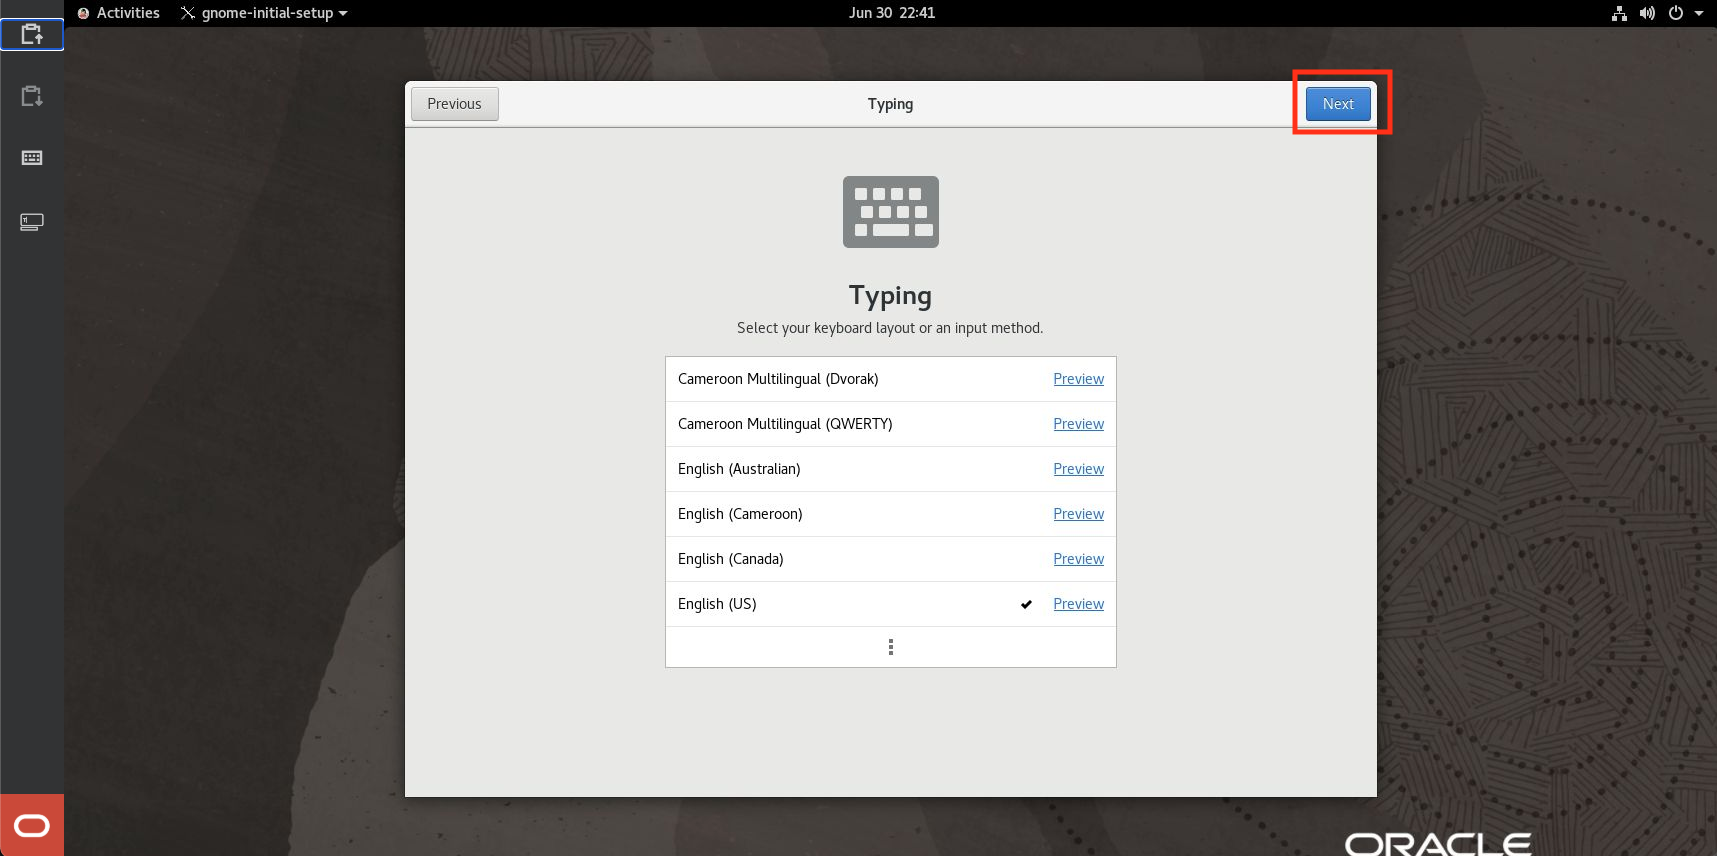 Activities gnome-initial-setup Jun 30 22:41
Previous Typing Next
Typing
Select your keyboard layout or an input method.
Cameroon Multilingual (Dvorak) Preview
Cameroon Multilingual (QWERTY) Preview
English (Australian) Preview
English (Cameroon) Preview
English (Canada) Preview
English (US) Preview
ORACLE